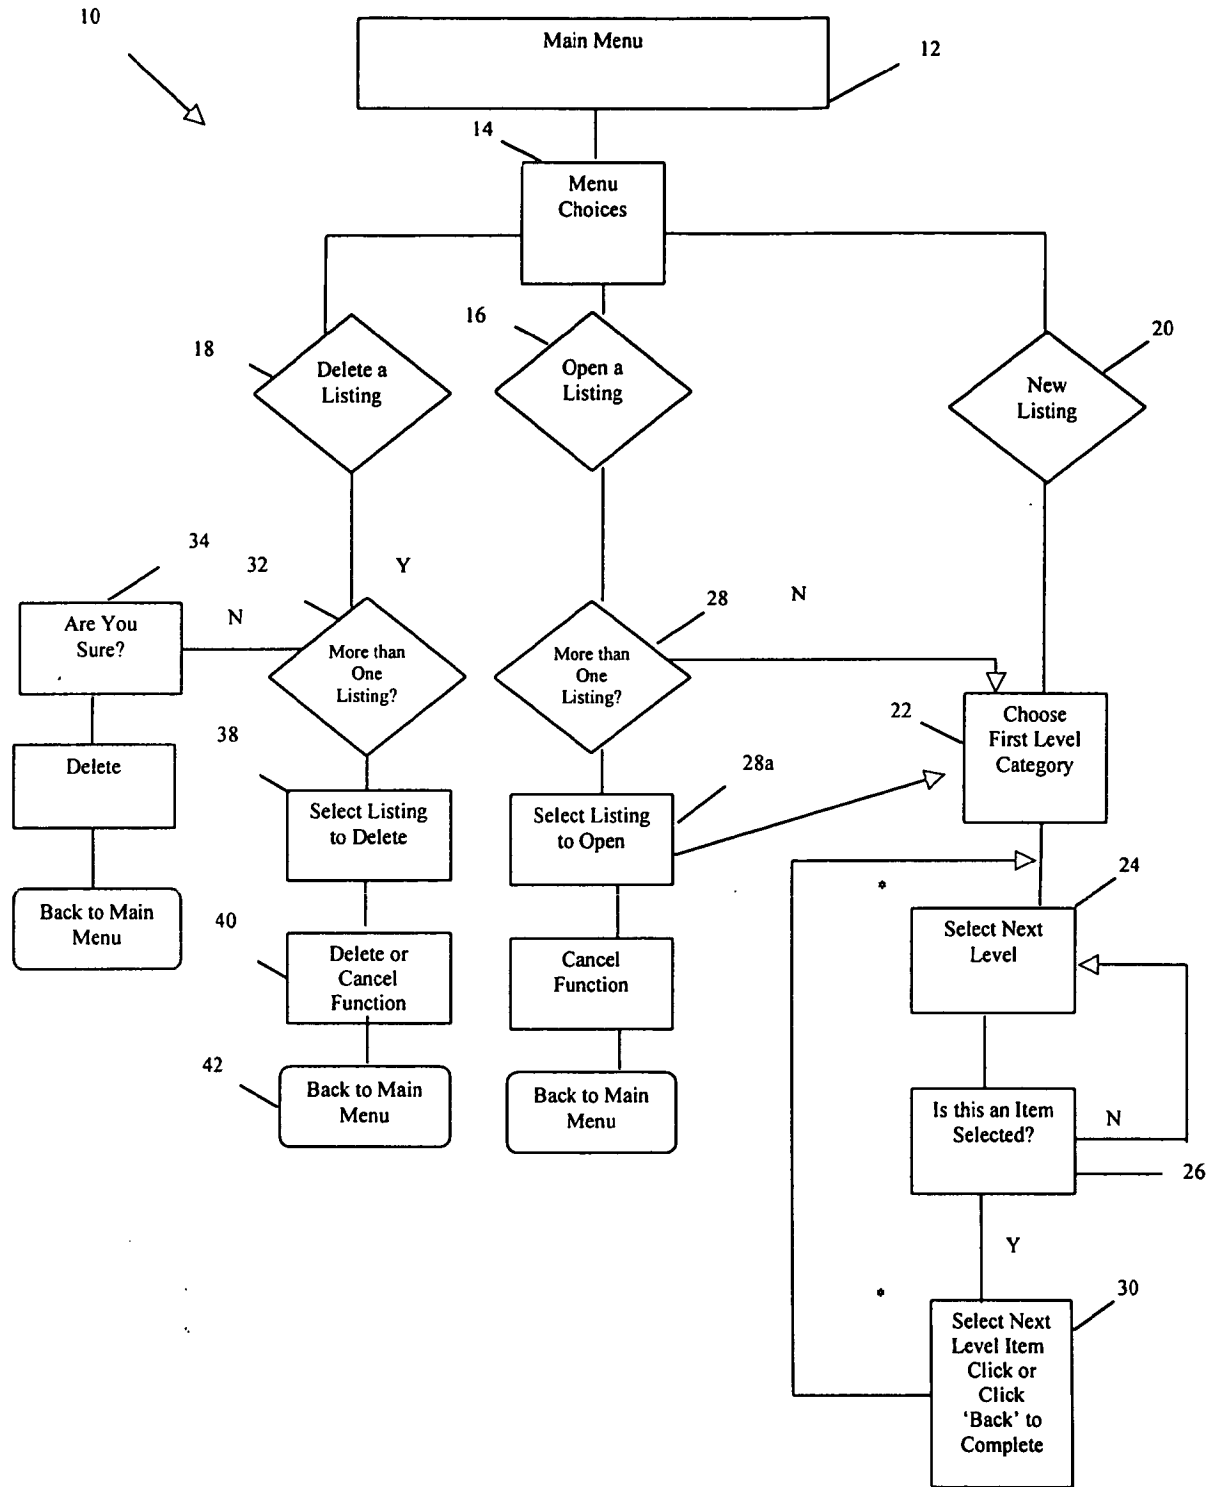 10
Main Menu
12
14
Menu
Choices
16
18
20
Delete a
Listing
Open a
Listing
New
Listing
34
32
Y
N
28
N
Are You
Sure?
More than
One
Listing?
More than
One
Listing?
22
Choose
First Level
Category
38
28a
Delete
Select Listing
to Delete
Select Listing
to Open
*
24
Back to Main
Menu
40
Delete or
Cancel
Function
Cancel
Function
Select Next
Level
42
Back to Main
Menu
Back to Main
Menu
Is this an Item
Selected?
N
26
Y
*
30
Select Next
Level Item
Click or
Click
‘Back’ to
Complete